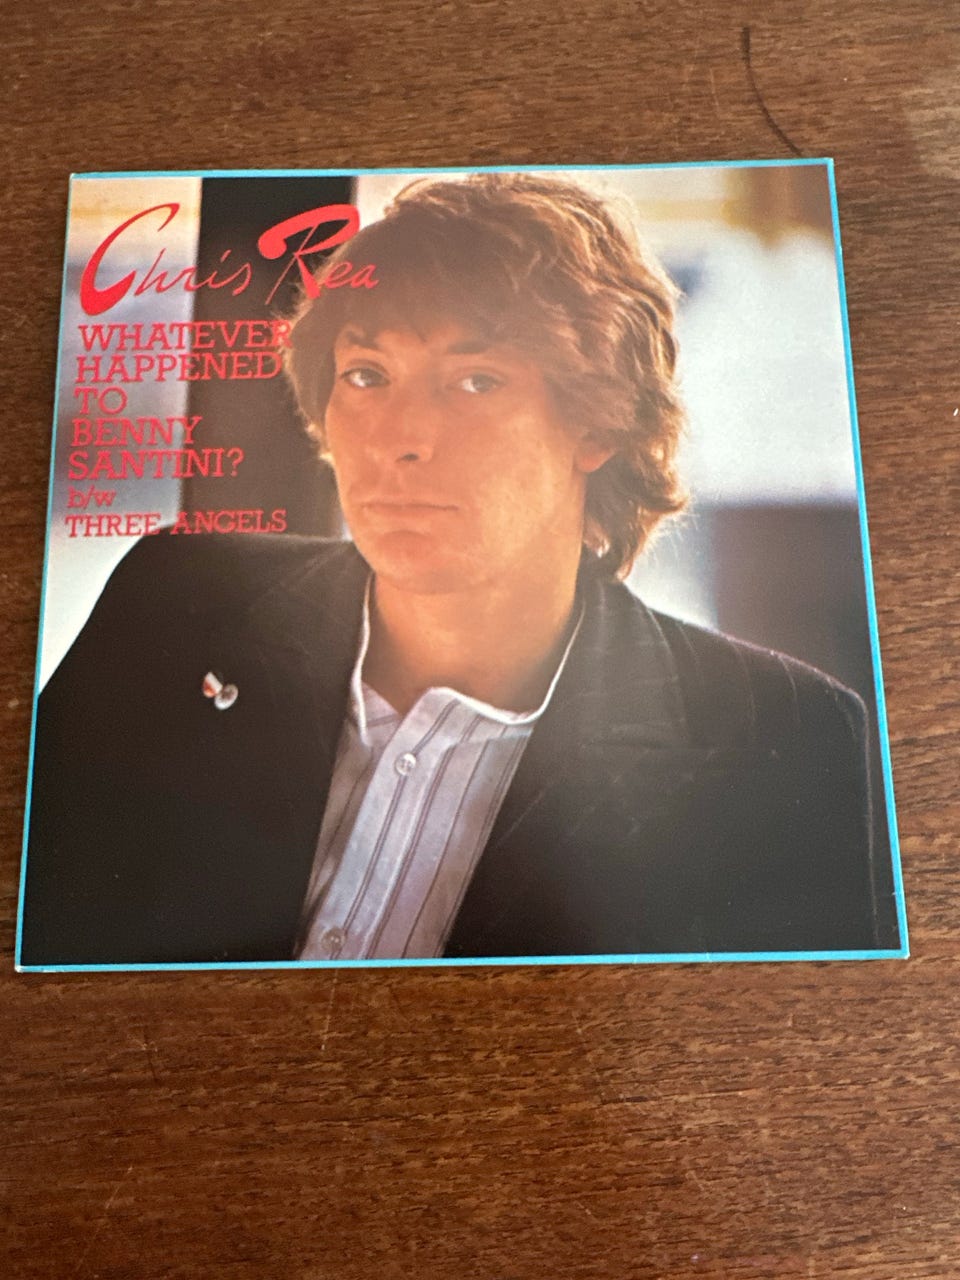 Chris Rea
WHATEVER
HAPPENED
TO
BENNY
SANTINI?
b/w
THREE ANGELS